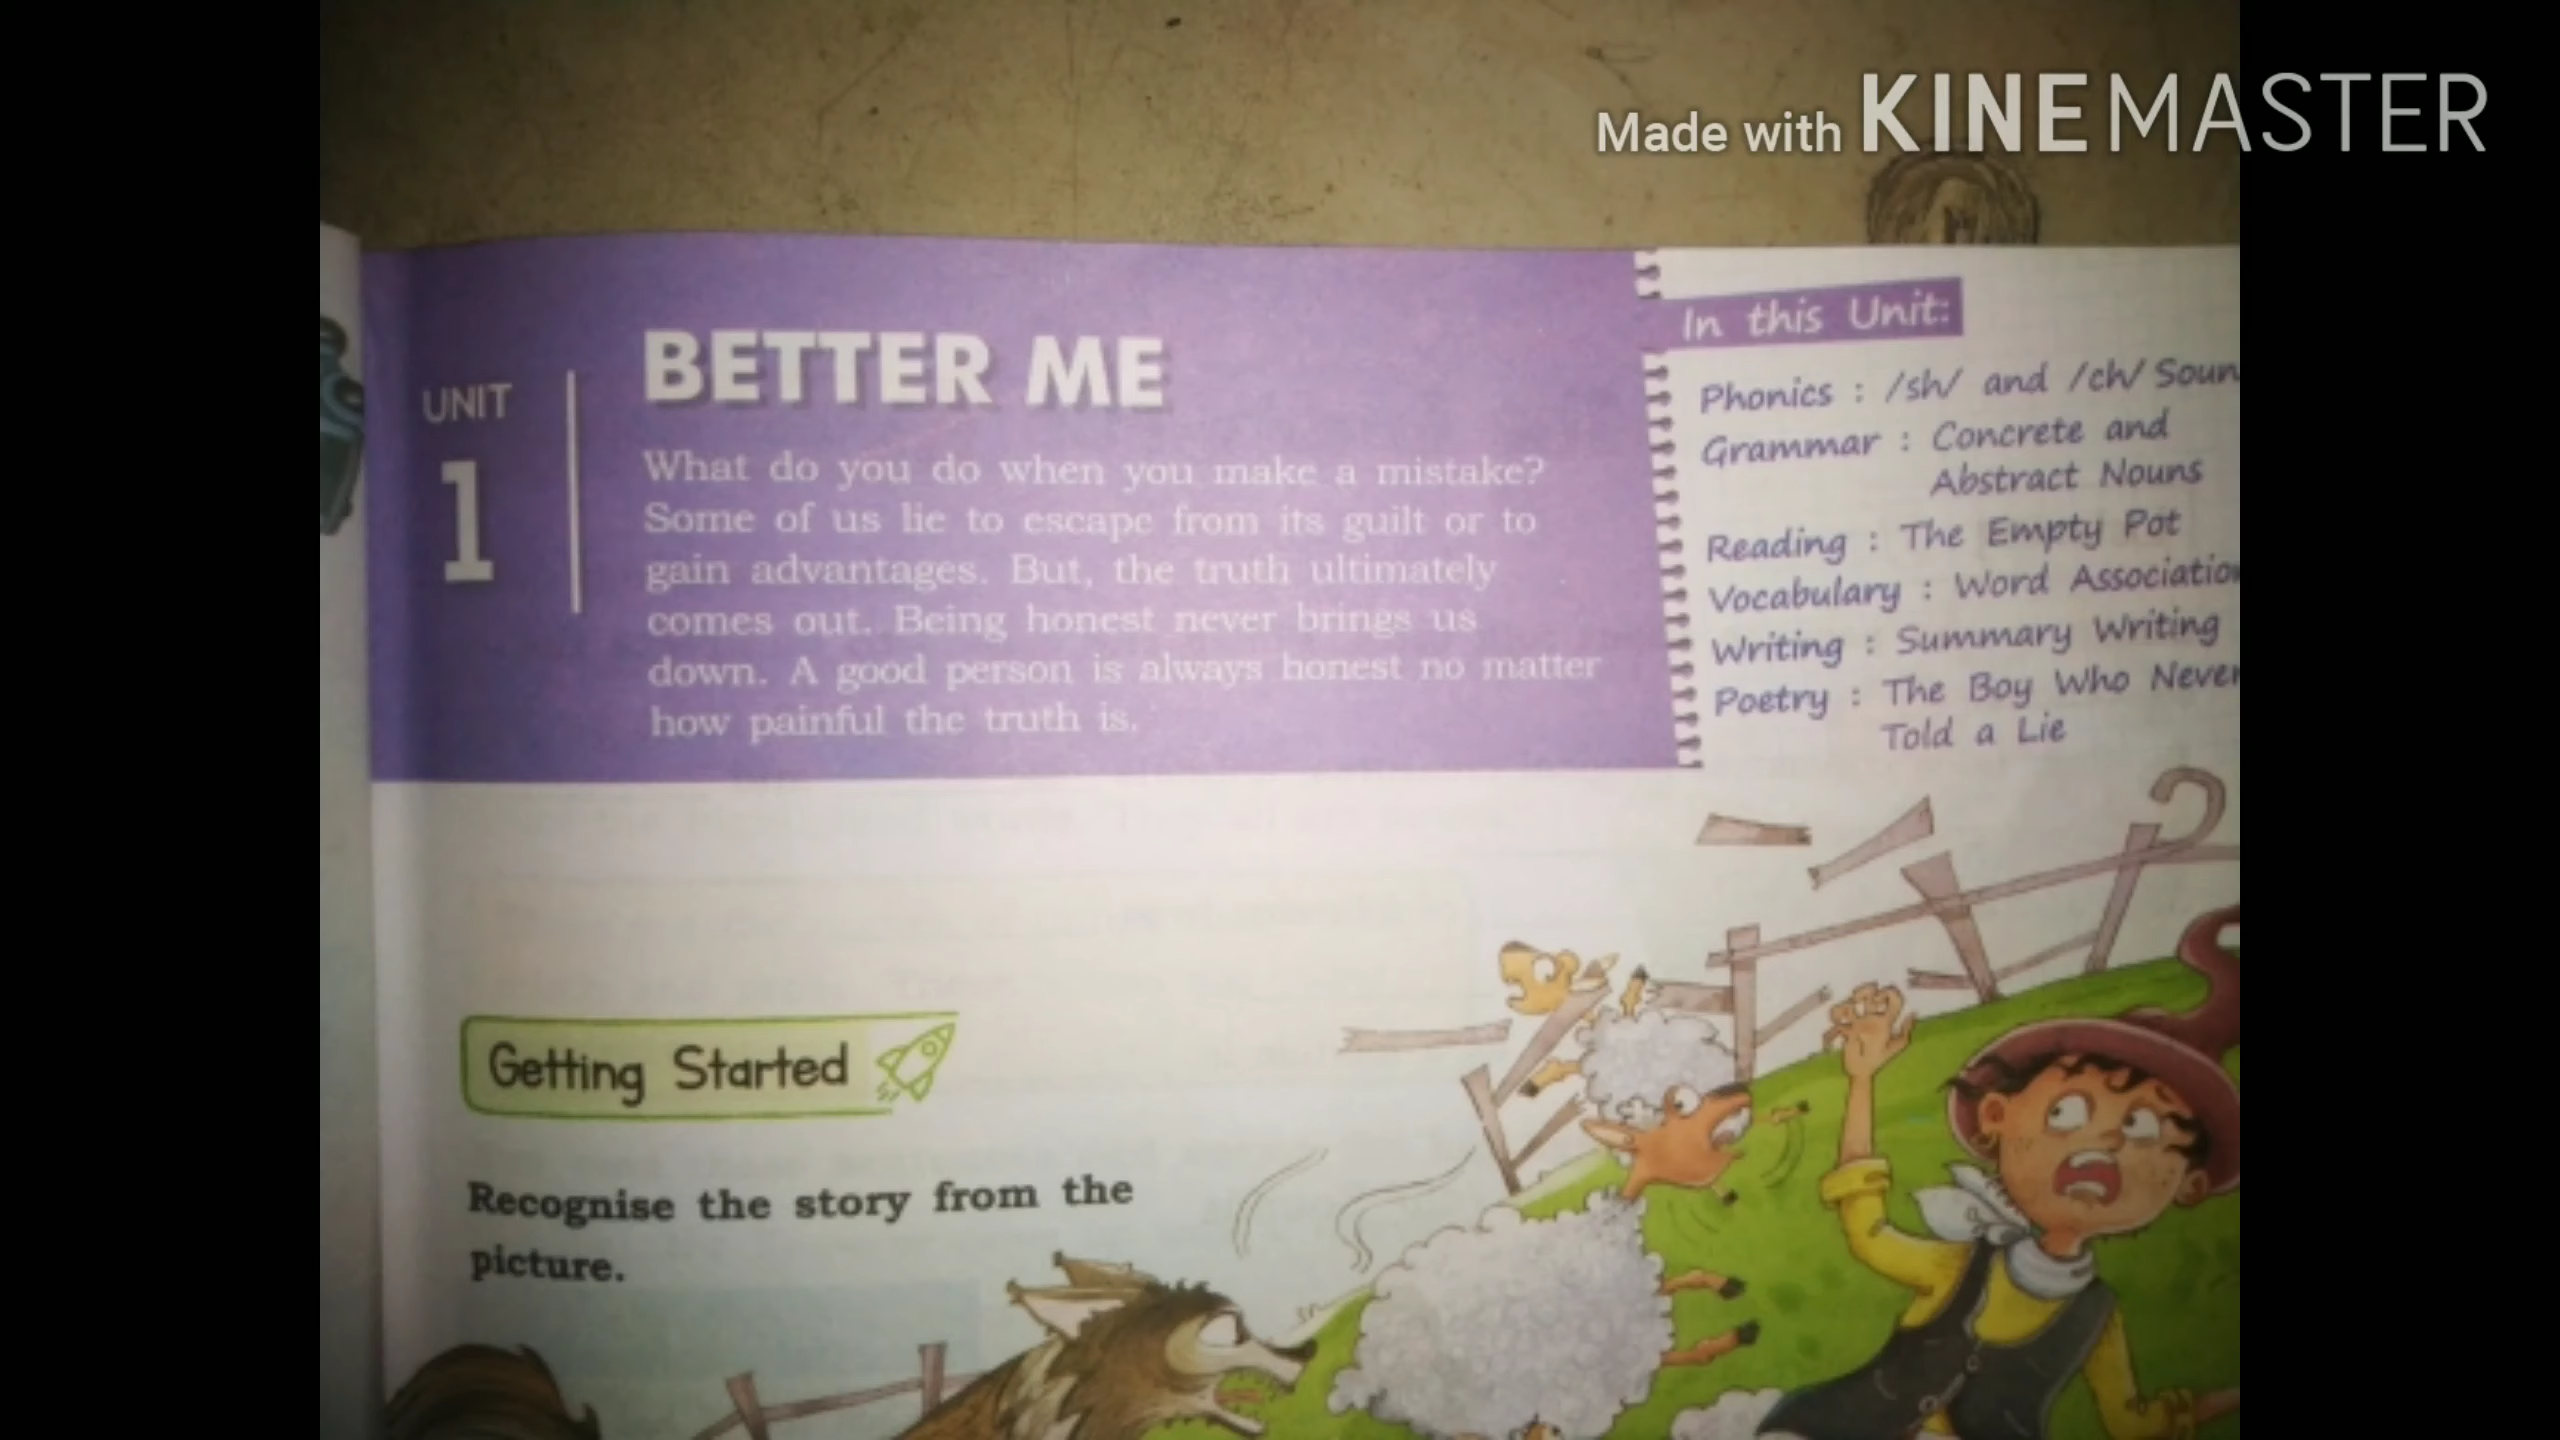 Made with KINEMASTER
UNIT
1
BETTER ME
What do you do when you make a mistake?
Some of us lie to escape from its guilt or to
gain advantages. But, the truth ultimately
comes out. Being honest never brings us
down. A good person is always honest no matter
how painful the truth is.
In this Unit:
Phonics : /sh/ and /ch/ Soun
Grammar : Concrete and
Abstract Nouns
Reading : The Empty Pot
Vocabulary : Word Association
Writing : Summary Writing
Poetry : The Boy Who Never
Told a Lie
Getting Started
Recognise the story from the
picture.